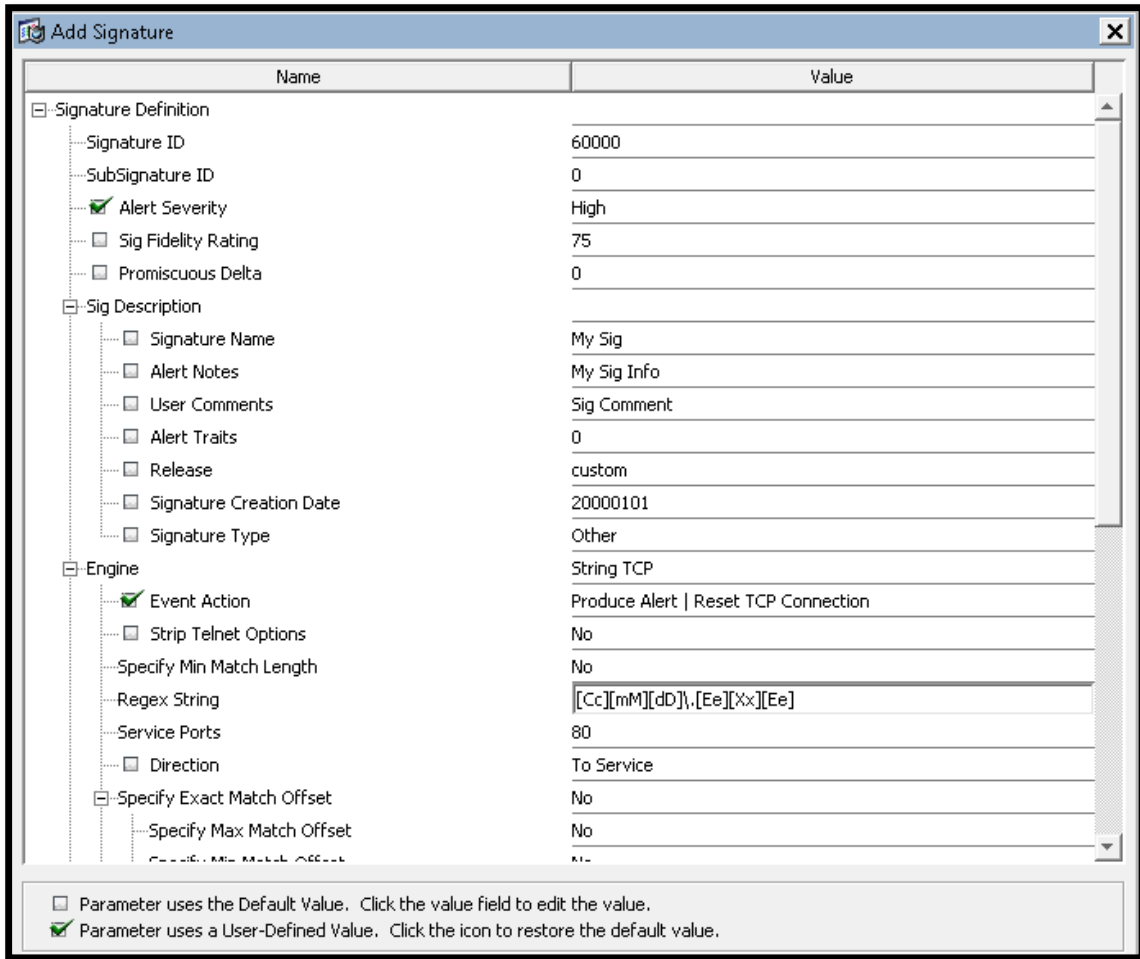 Add Signature
Name Value
Signature Definition
Signature ID 60000
SubSignature ID 0
Alert Severity High
Sig Fidelity Rating 75
Promiscuous Delta 0
Sig Description
Signature Name My Sig
Alert Notes My Sig Info
User Comments Sig Comment
Alert Traits 0
Release custom
Signature Creation Date 20000101
Signature Type Other
Engine String TCP
Event Action Produce Alert | Reset TCP Connection
Strip Telnet Options No
Specify Min Match Length No
Regex String [Cc][mM][dD]\.[Ee][Xx][Ee]
Service Ports 80
Direction To Service
Specify Exact Match Offset No
Specify Max Match Offset No
Specify Min Match Offset No
Parameter uses the Default Value. Click the value field to edit the value.
Parameter uses a User-Defined Value. Click the icon to restore the default value.